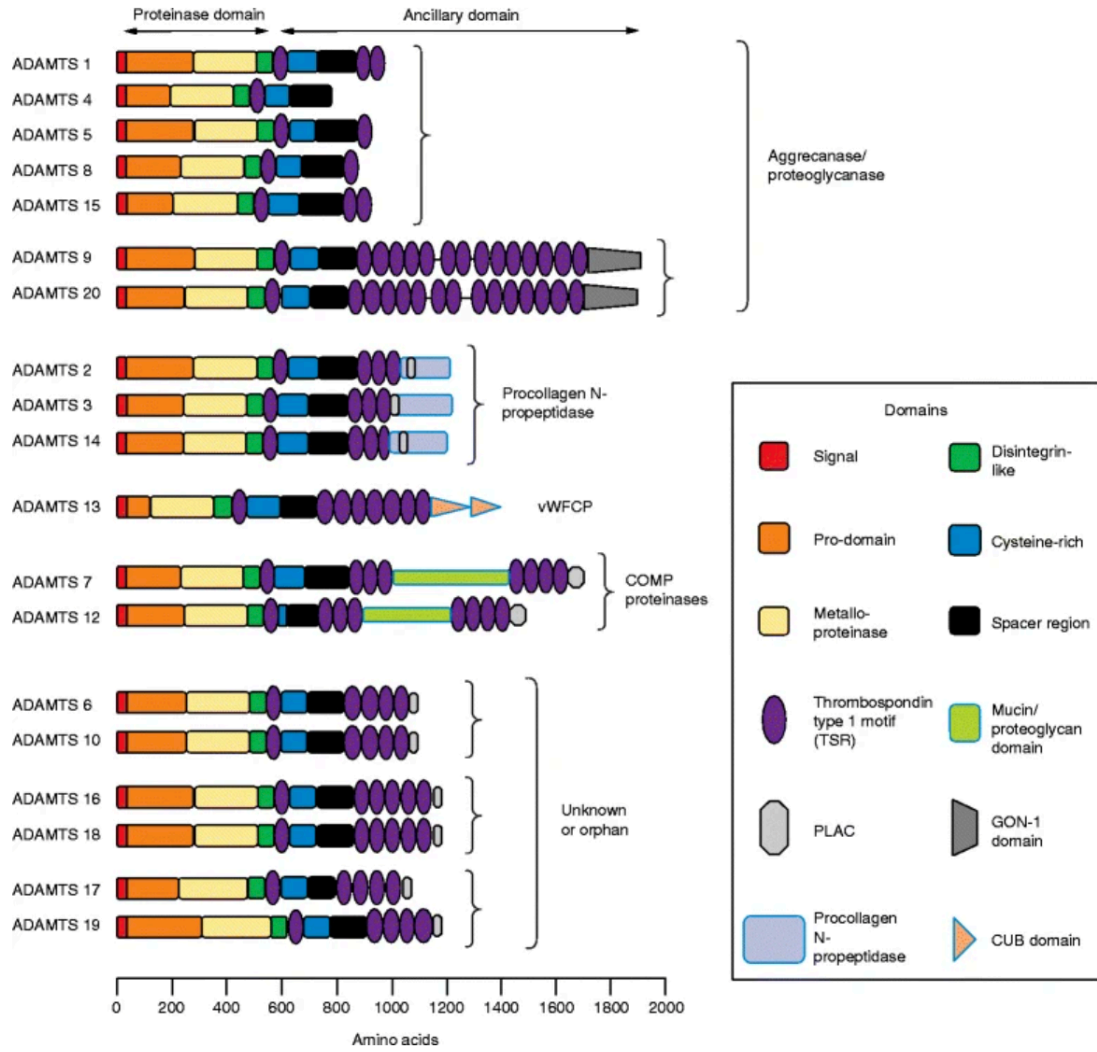 Proteinase domain
Ancillary domain
ADAMTS 1
ADAMTS 4
ADAMTS 5
ADAMTS 8
ADAMTS 15
Aggrecanase/
proteoglycanase
ADAMTS 9
ADAMTS 20
ADAMTS 2
ADAMTS 3
ADAMTS 14
Procollagen N-
propeptidase
ADAMTS 13
vWFCP
ADAMTS 7
ADAMTS 12
COMP
proteinases
ADAMTS 6
ADAMTS 10
ADAMTS 16
ADAMTS 18
Unknown
or orphan
ADAMTS 17
ADAMTS 19
0 200 400 600 800 1000 1200 1400 1600 1800 2000
Amino acids
Domains
Signal
Disintegrin-
like
Pro-domain
Cysteine-rich
Metallo-
proteinase
Spacer region
Thrombospondin
type 1 motif
(TSR)
Mucin/
proteoglycan
domain
PLAC
GON-1
domain
Procollagen
N-
propeptidase
CUB domain